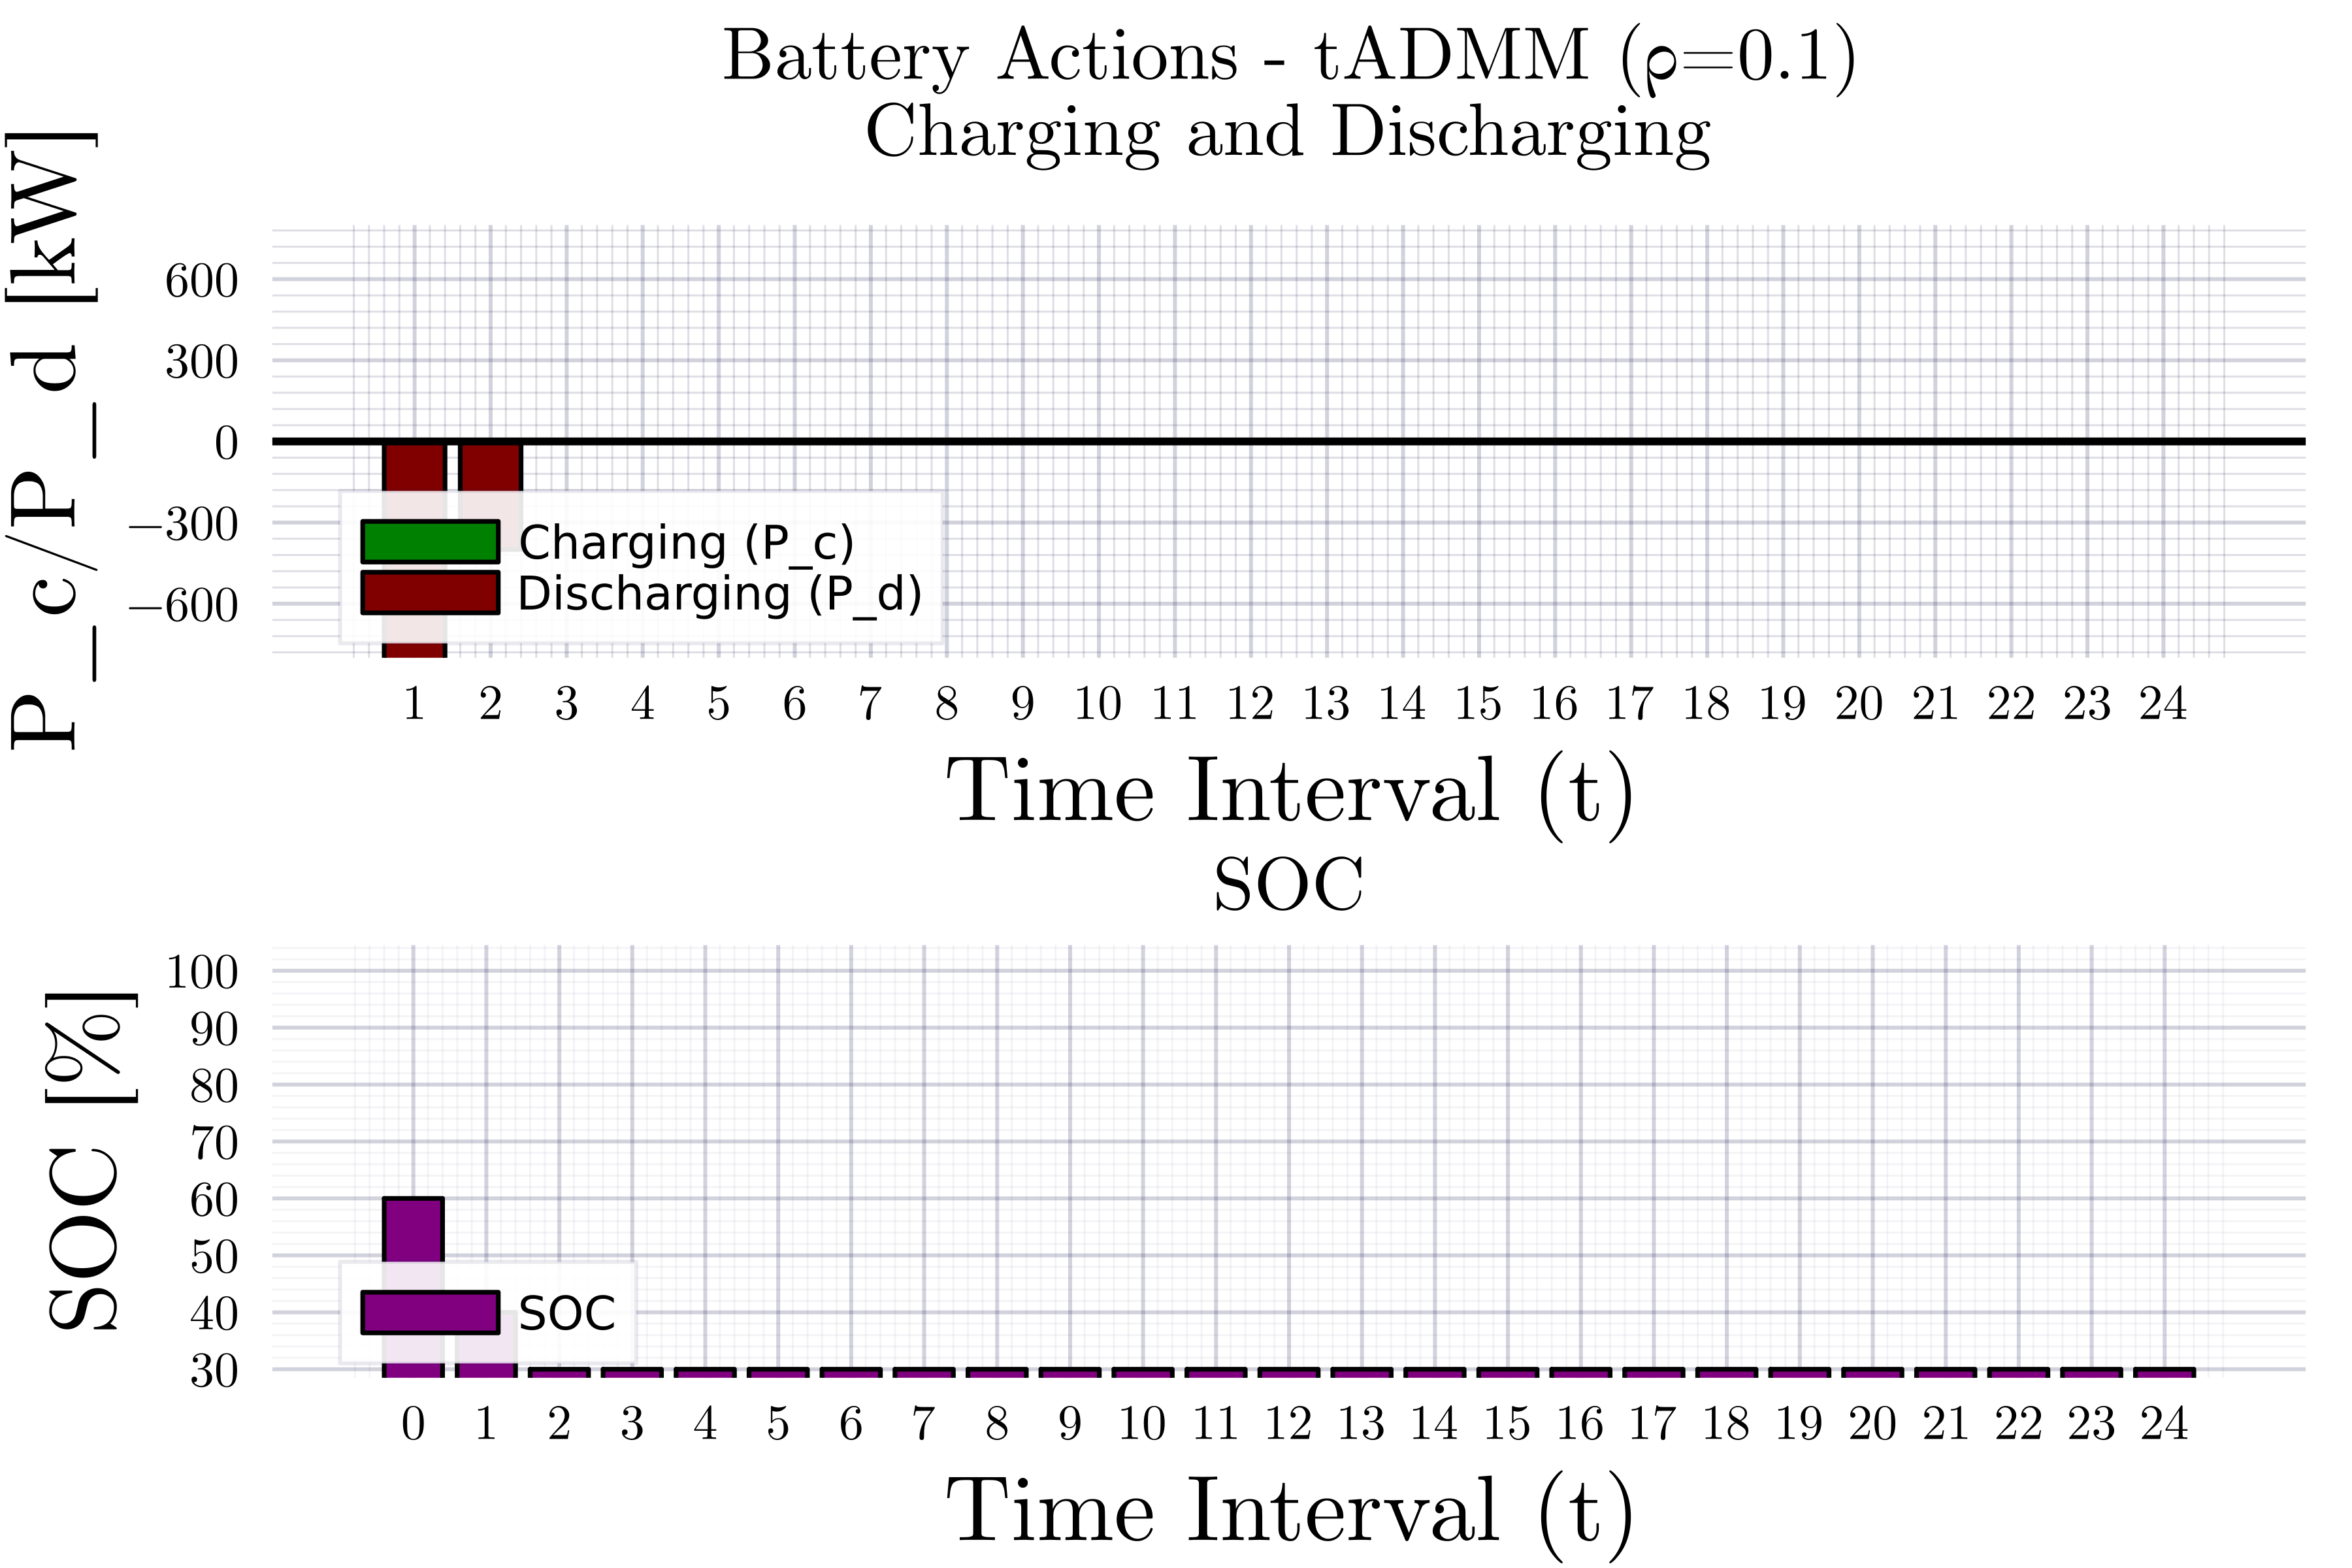 Battery Actions - tADMM (ρ=0.1)
Charging and Discharging
P_c/P_d [kW]
600
300
0
−300
−600
Charging (P_c)
Discharging (P_d)
1 2 3 4 5 6 7 8 9 10 11 12 13 14 15 16 17 18 19 20 21 22 23 24
Time Interval (t)
SOC
SOC [%]
100
90
80
70
60
50
40
30
SOC
0 1 2 3 4 5 6 7 8 9 10 11 12 13 14 15 16 17 18 19 20 21 22 23 24
Time Interval (t)